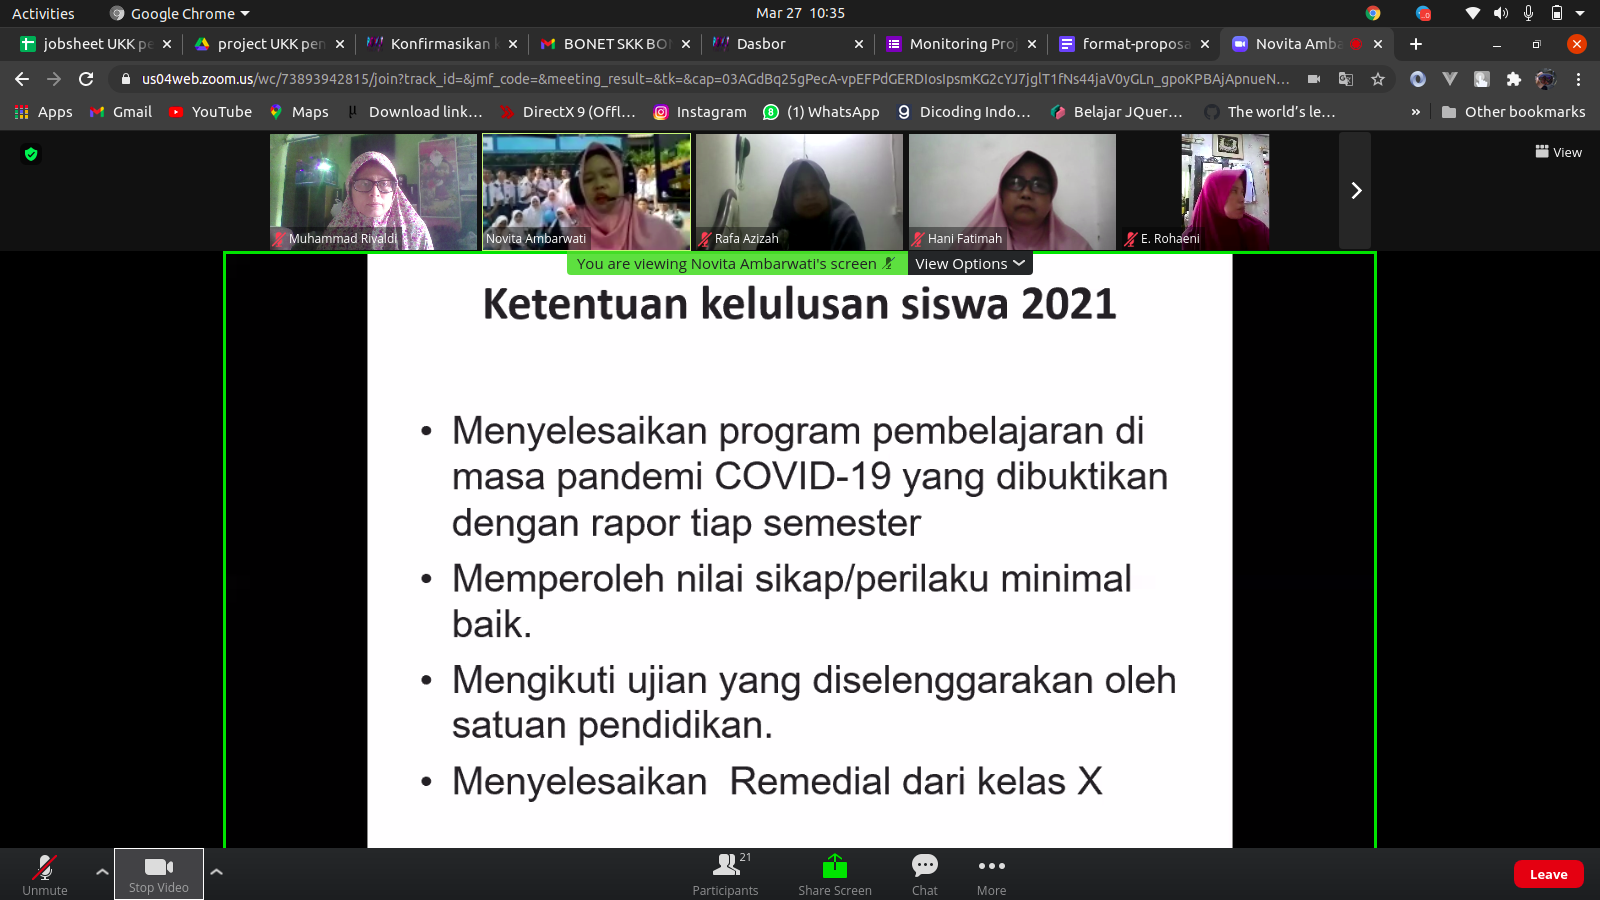 Activities Google Chrome Mar 27 10:35
jobsheet UKK pe project UKK pen Konfirmasikan k BONET SKK BON Dasbor Monitoring Proj format-proposa Novita Amba
us04web.zoom.us/wc/73893942815/join?track_id=&jmf_code=&meeting_result=&tk=&cap=03AGdBq25gPecA-vpEFPdGERDIosIpsmKG2cYJ7jglT1fNs44jaV0yGLn_gpoKPBAjApnueN...
Apps Gmail YouTube Maps Download link... DirectX 9 (Offl... Instagram (1) WhatsApp Dicoding Indo... Belajar JQuer... The world's le... » Other bookmarks
View
Muhammad Rivaldi Novita Ambarwati Rafa Azizah Hani Fatimah E. Rohaeni
You are viewing Novita Ambarwati's screen View Options
Ketentuan kelulusan siswa 2021
• Menyelesaikan program pembelajaran di
masa pandemi COVID-19 yang dibuktikan
dengan rapor tiap semester
• Memperoleh nilai sikap/perilaku minimal
baik.
• Mengikuti ujian yang diselenggarakan oleh
satuan pendidikan.
• Menyelesaikan Remedial dari kelas X
21
Unmute Stop Video Participants Share Screen Chat More Leave